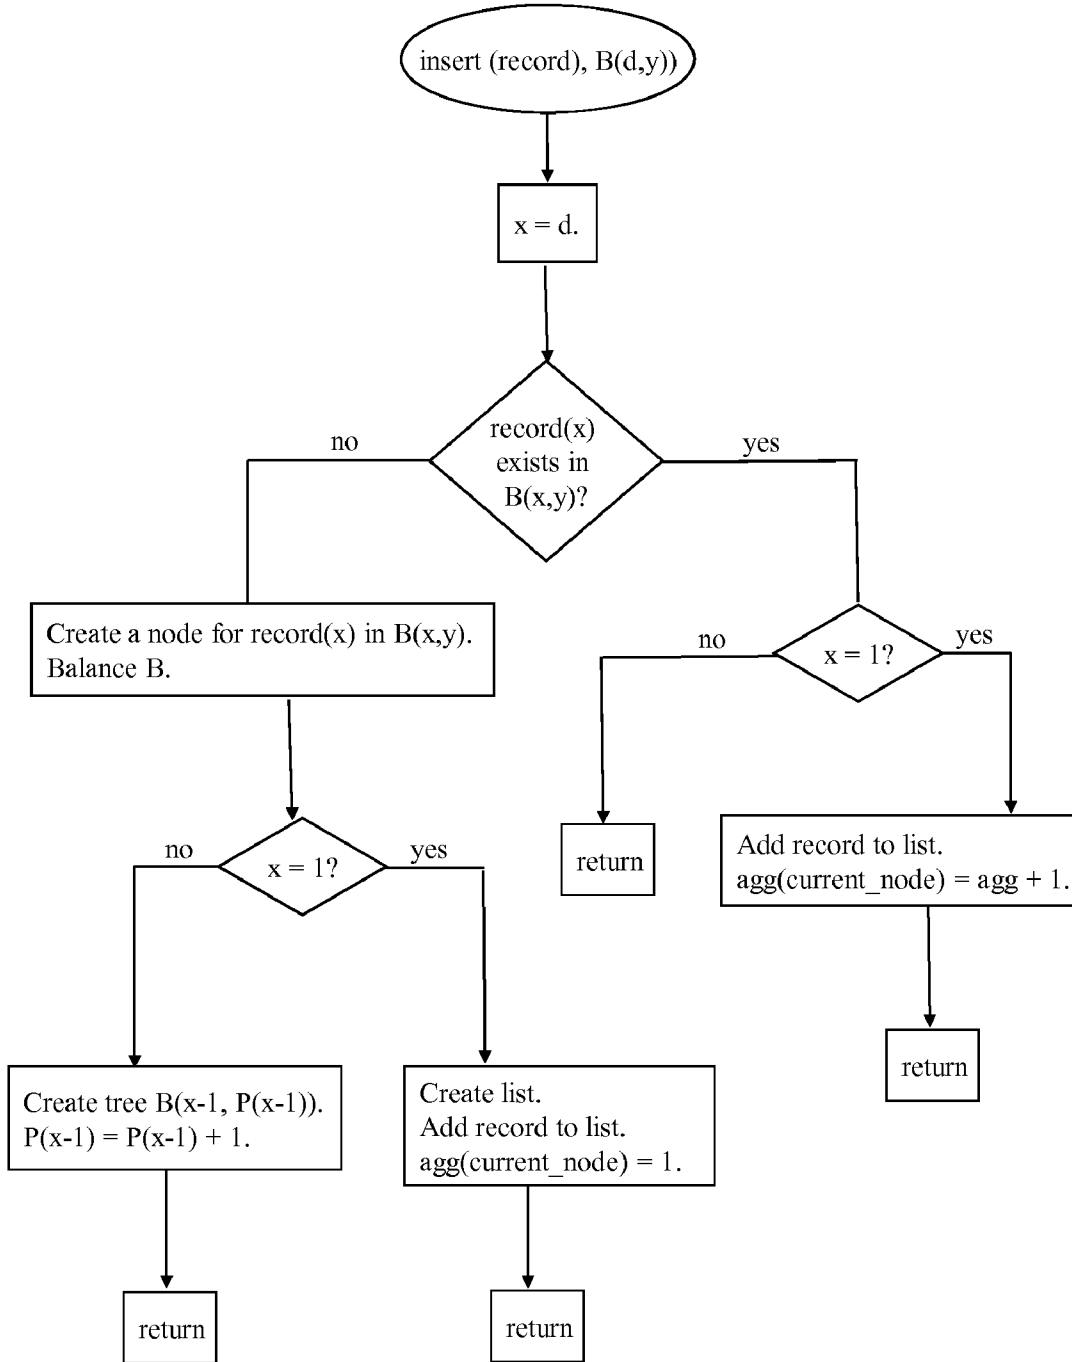 insert (record), B(d,y))
x = d.
record(x)
exists in
B(x,y)?
no
yes
Create a node for record(x) in B(x,y).
Balance B.
x = 1?
no
yes
x = 1?
no
yes
return
Add record to list.
agg(current_node) = agg + 1.
return
Create tree B(x-1, P(x-1)).
P(x-1) = P(x-1) + 1.
Create list.
Add record to list.
agg(current_node) = 1.
return
return